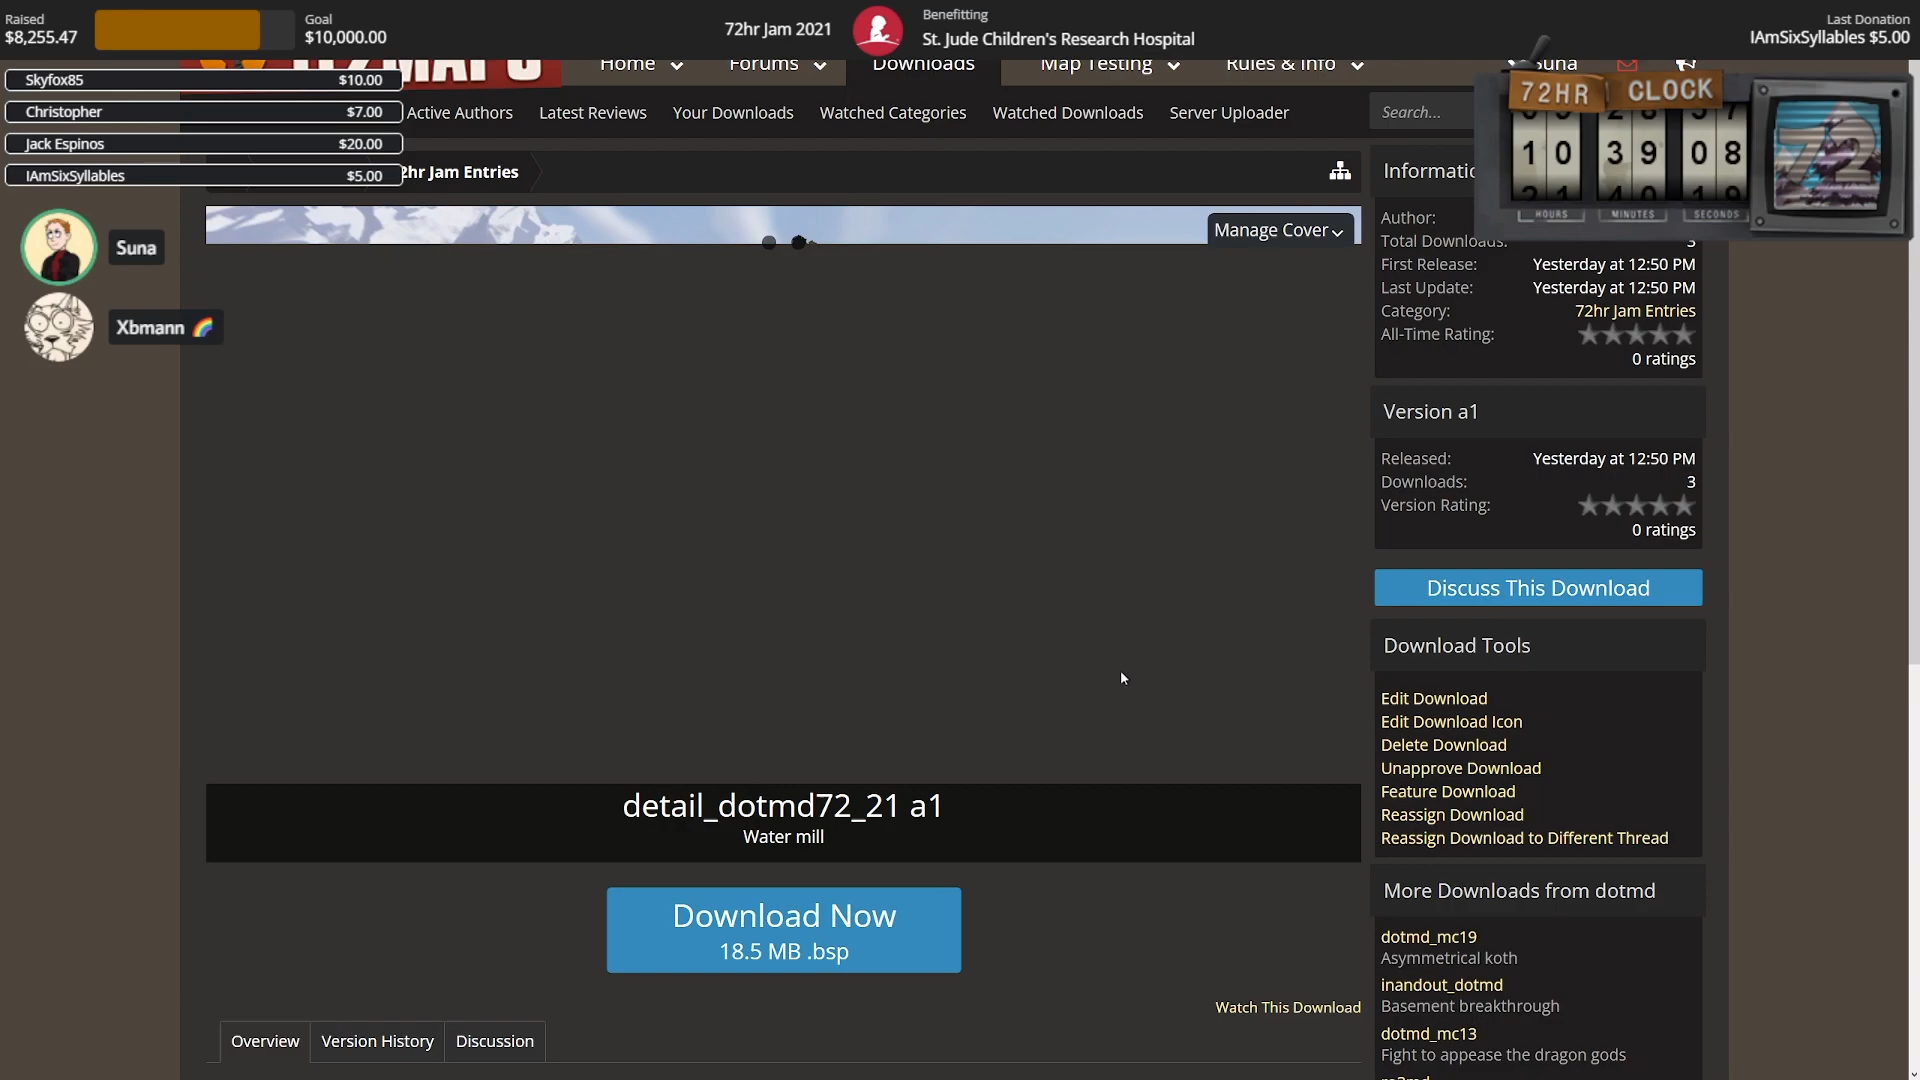 Raised
$8,255.47
Goal
$10,000.00
72hr Jam 2021
Benefitting
St. Jude Children's Research Hospital
Last Donation
IAmSixSyllables $5.00
Skyfox85 $10.00
Christopher $7.00
Jack Espinos $20.00
IAmSixSyllables $5.00
Home
Forums
Downloads
Map Testing
Rules & Info
Suna
Active Authors
Latest Reviews
Your Downloads
Watched Categories
Watched Downloads
Server Uploader
Search...
72HR CLOCK
10 39 08
HOURS MINUTES SECONDS
72
2hr Jam Entries
Suna
Xbmann
Manage Cover
detail_dotmd72_21 a1
Water mill
Download Now
18.5 MB .bsp
Watch This Download
Overview
Version History
Discussion
Informatio
Author:
Total Downloads: 3
First Release: Yesterday at 12:50 PM
Last Update: Yesterday at 12:50 PM
Category: 72hr Jam Entries
All-Time Rating:
0 ratings
Version a1
Released: Yesterday at 12:50 PM
Downloads: 3
Version Rating:
0 ratings
Discuss This Download
Download Tools
Edit Download
Edit Download Icon
Delete Download
Unapprove Download
Feature Download
Reassign Download
Reassign Download to Different Thread
More Downloads from dotmd
dotmd_mc19
Asymmetrical koth
inandout_dotmd
Basement breakthrough
dotmd_mc13
Fight to appease the dragon gods